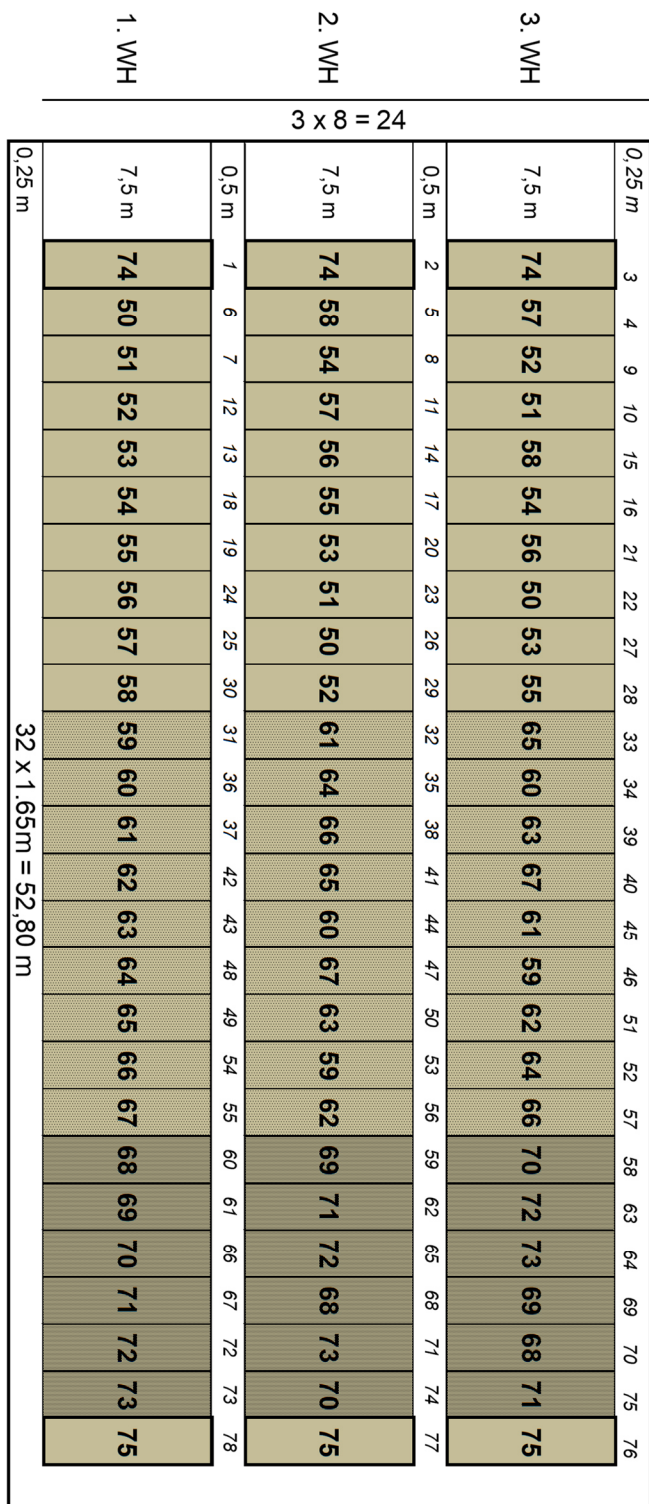 0,25 m 3 4 9 10 15 16 21 22 27 28 33 34 39 40 45 46 51 52 57 58 63 64 69 70 75 76
3. WH 7,5 m 74 57 52 51 58 54 56 50 53 55 65 60 63 67 61 59 62 64 66 70 72 73 69 68 71 75
0,5 m 2 5 8 11 14 17 20 23 26 29 32 35 38 41 44 47 50 53 56 59 62 65 68 71 74 77
2. WH 7,5 m 74 58 54 57 56 55 53 51 50 52 61 64 66 65 60 67 63 59 62 69 71 72 68 73 70 75
3 x 8 = 24
0,5 m 1 6 7 12 13 18 19 24 25 30 31 36 37 42 43 48 49 54 55 60 61 66 67 72 73 78
1. WH 7,5 m 74 50 51 52 53 54 55 56 57 58 59 60 61 62 63 64 65 66 67 68 69 70 71 72 73 75
0,25 m 32 x 1.65m = 52,80 m